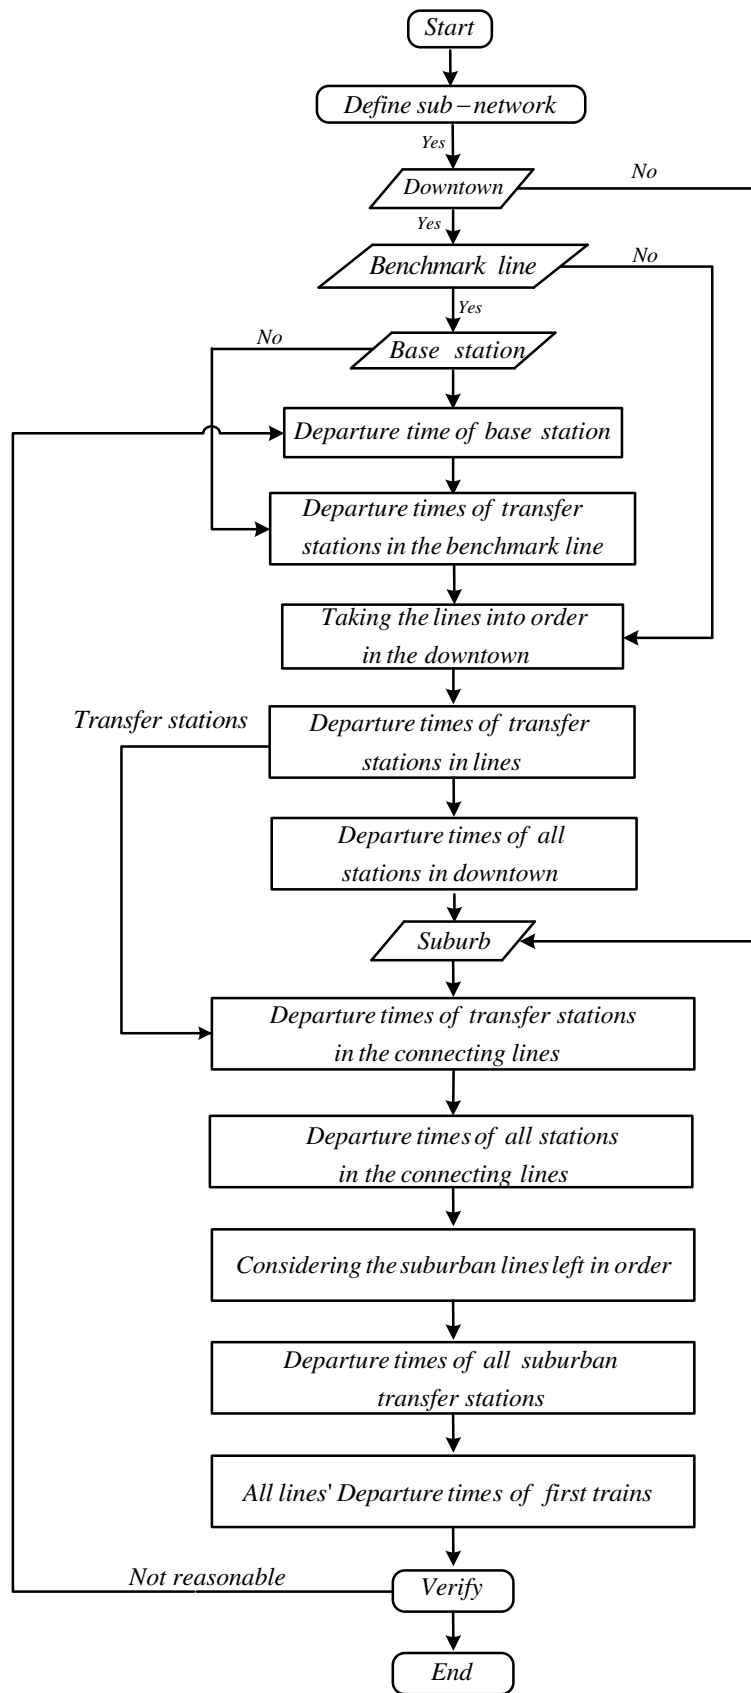 Start
Define sub−network
Yes
Downtown
No
Yes
Benchmark line
No
Yes
Base station
No
Departure time of base station
Departure times of transfer
stations in the benchmark line
Taking the lines into order
in the downtown
Transfer stations
Departure times of transfer
stations in lines
Departure times of all
stations in downtown
Suburb
Departure times of transfer stations
in the connecting lines
Departure times of all stations
in the connecting lines
Considering the suburban lines left in order
Departure times of all suburban
transfer stations
All lines' Departure times of first trains
Not reasonable
Verify
End